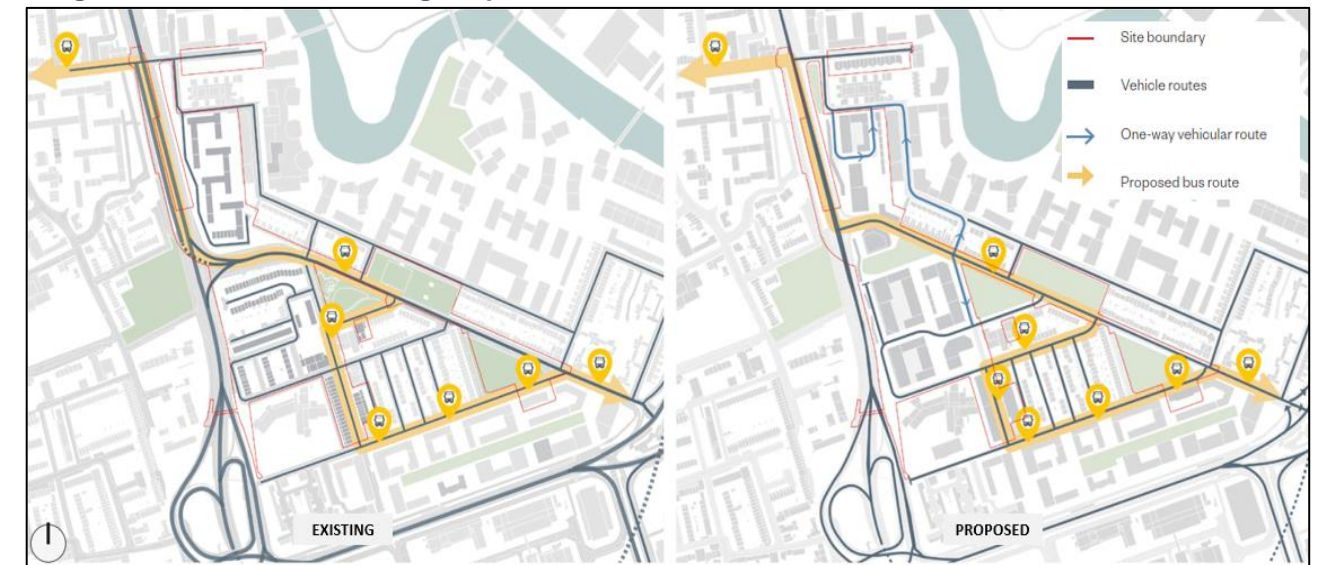 Site boundary
Vehicle routes
One-way vehicular route
Proposed bus route
EXISTING
PROPOSED